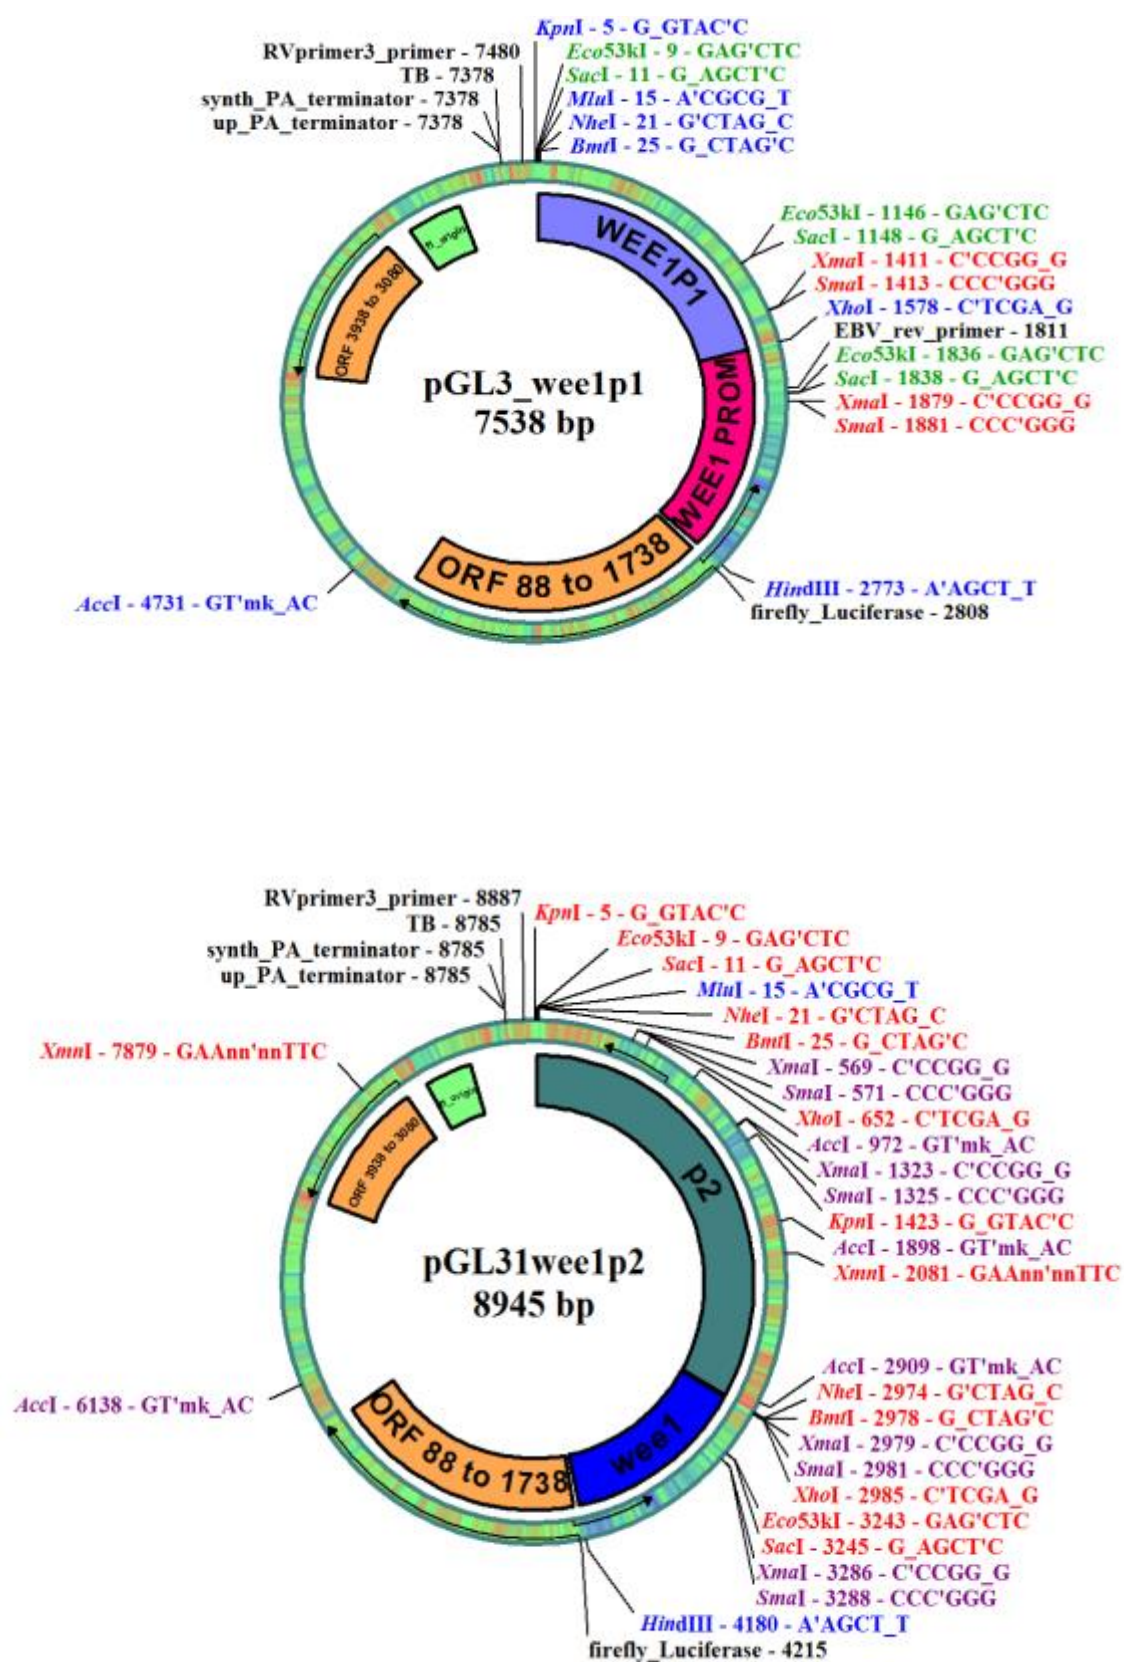 KpnI - 5 - G_GTAC'C
RVprimer3_primer - 7480
Eco53kI - 9 - GAG'CTC
TB - 7378
SacI - 11 - G_AGCT'C
synth_PA_terminator - 7378
MluI - 15 - A'CGCG_T
up_PA_terminator - 7378
NheI - 21 - G'CTAG_C
BmtI - 25 - G_CTAG'C
Eco53kI - 1146 - GAG'CTC
SacI - 1148 - G_AGCT'C
XmaI - 1411 - C'CCGG_G
SmaI - 1413 - CCC'GGG
XhoI - 1578 - C'TCGA_G
EBV_rev_primer - 1811
Eco53kI - 1836 - GAG'CTC
SacI - 1838 - G_AGCT'C
XmaI - 1879 - C'CCGG_G
SmaI - 1881 - CCC'GGG
WEE1P1
WEE1 PROM
ORF 3938 to 3080
pGL3_wee1p1
7538 bp
ORF 88 to 1738
AccI - 4731 - GT'mk_AC
HindIII - 2773 - A'AGCT_T
firefly_Luciferase - 2808
RVprimer3_primer - 8887
KpnI - 5 - G_GTAC'C
TB - 8785
Eco53kI - 9 - GAG'CTC
synth_PA_terminator - 8785
SacI - 11 - G_AGCT'C
up_PA_terminator - 8785
MluI - 15 - A'CGCG_T
NheI - 21 - G'CTAG_C
BmtI - 25 - G_CTAG'C
XmnI - 7879 - GAAnn'nnTTC
XmaI - 569 - C'CCGG_G
SmaI - 571 - CCC'GGG
XhoI - 652 - C'TCGA_G
AccI - 972 - GT'mk_AC
XmaI - 1323 - C'CCGG_G
SmaI - 1325 - CCC'GGG
KpnI - 1423 - G_GTAC'C
AccI - 1898 - GT'mk_AC
XmnI - 2081 - GAAnn'nnTTC
p2
ORF 3938 to 3080
pGL31wee1p2
8945 bp
wee1
ORF 88 to 1738
AccI - 6138 - GT'mk_AC
AccI - 2909 - GT'mk_AC
NheI - 2974 - G'CTAG_C
BmtI - 2978 - G_CTAG'C
XmaI - 2979 - C'CCGG_G
SmaI - 2981 - CCC'GGG
XhoI - 2985 - C'TCGA_G
Eco53kI - 3243 - GAG'CTC
SacI - 3245 - G_AGCT'C
XmaI - 3286 - C'CCGG_G
SmaI - 3288 - CCC'GGG
HindIII - 4180 - A'AGCT_T
firefly_Luciferase - 4215